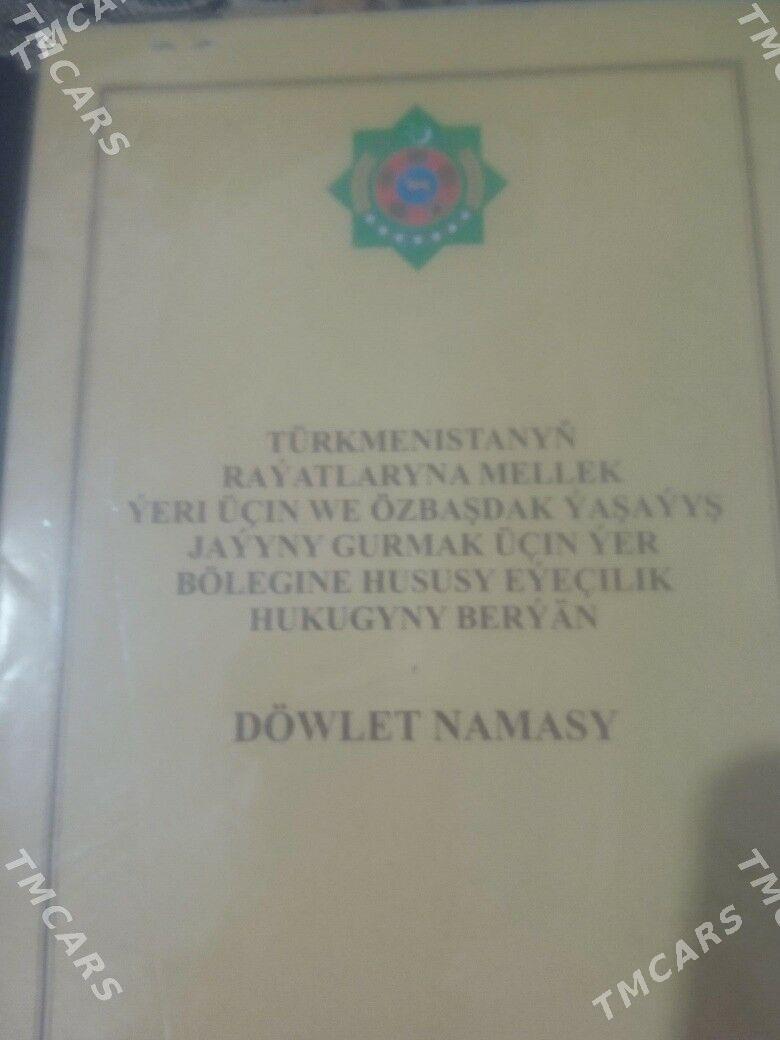 TÜRKMENISTANYŇ
RAÝATLARYNA MELLEK
ÝERI ÜÇIN WE ÖZBAŞDAK ÝAŞAÝYŞ
JAÝYNY GURMAK ÜÇIN ÝER
BÖLEGINE HUSUSY EÝEÇILIK
HUKUGYNY BERÝÄN
DÖWLET NAMASY
TMCARS
TMCARS
TMCARS